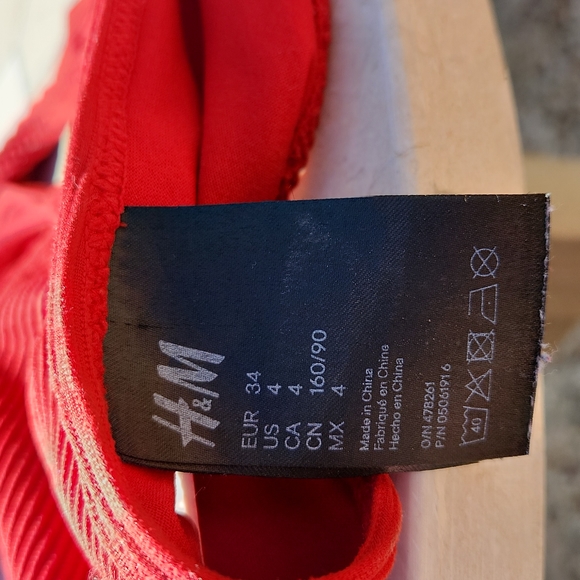 H&M
EUR 34
US 4
CA 4
CN 160/90
MX 4
Made in China
Fabriqué en Chine
Hecho en China
O/N 478261
P/N 0506191 6
40